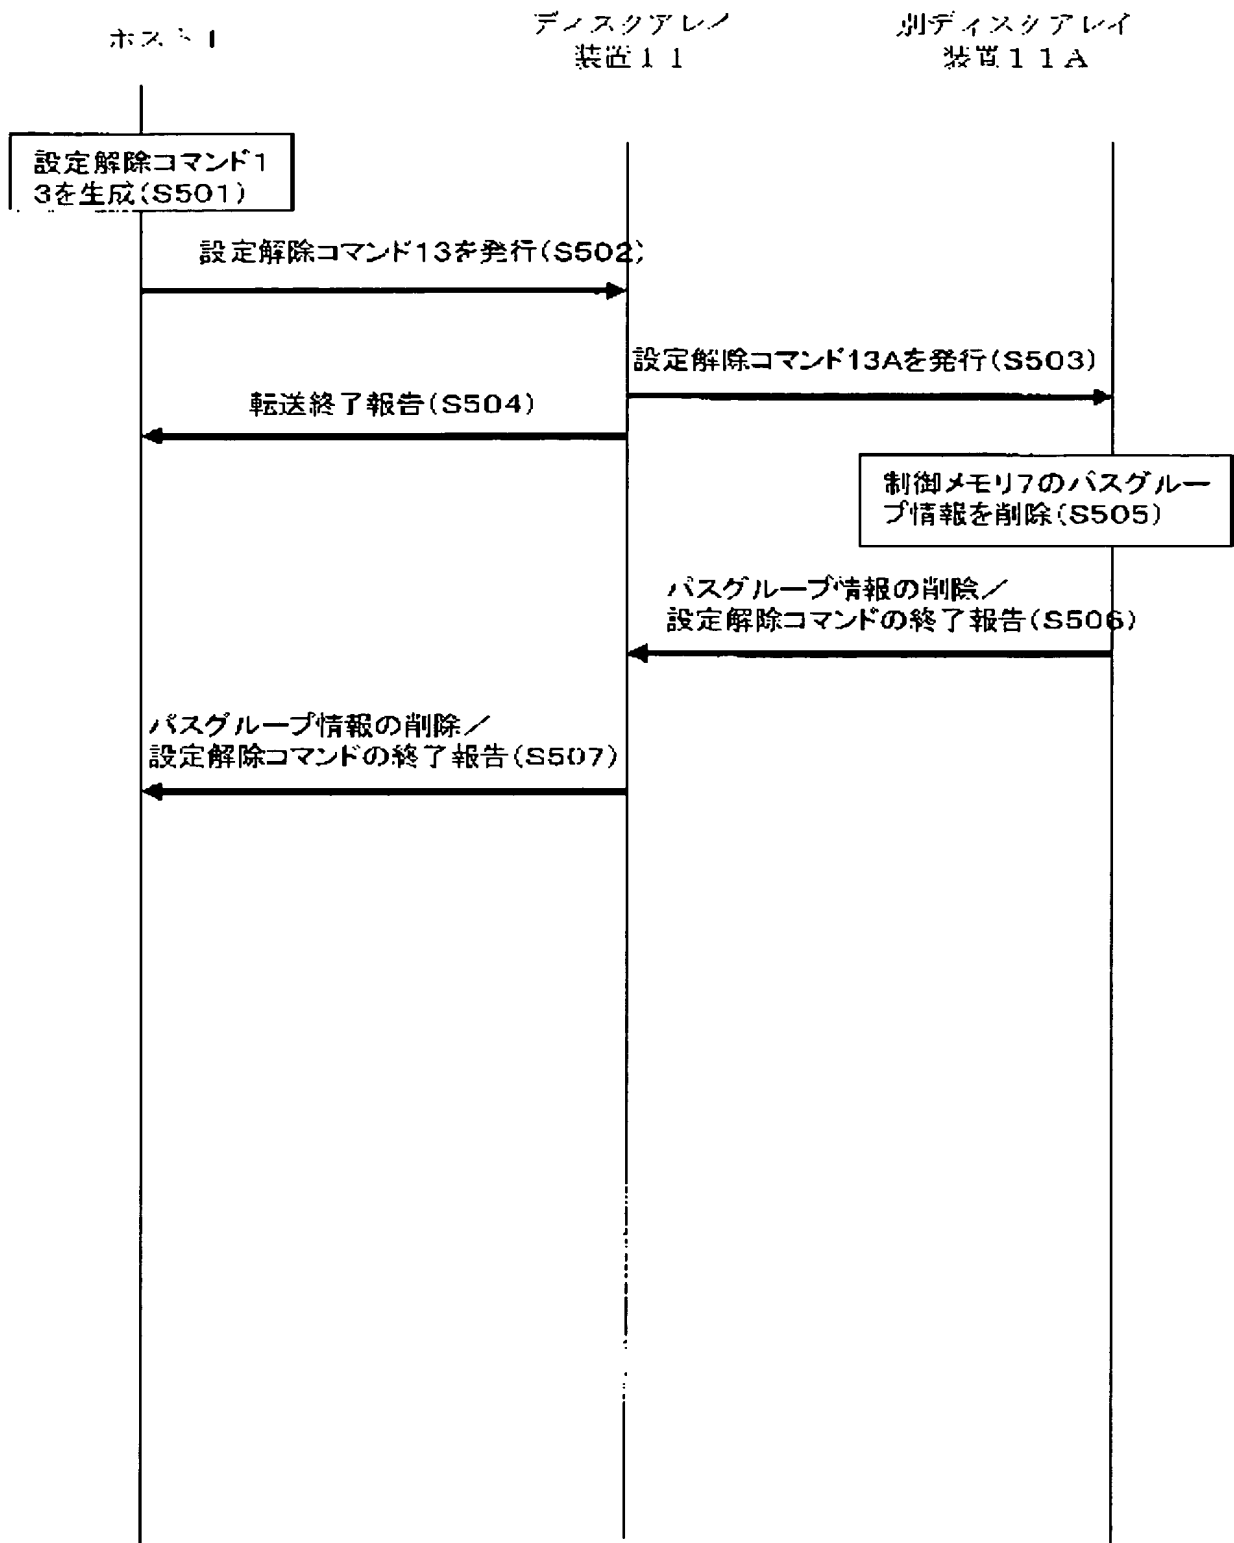 ホスト1
ディスクアレイ
装置11
別ディスクアレイ
装置11A
設定解除コマンド1
3を生成(S501)
設定解除コマンド13を発行(S502)
設定解除コマンド13Aを発行(S503)
転送終了報告(S504)
制御メモリ7のパスグルー
プ情報を削除(S505)
パスグループ情報の削除/
設定解除コマンドの終了報告(S506)
パスグループ情報の削除/
設定解除コマンドの終了報告(S507)